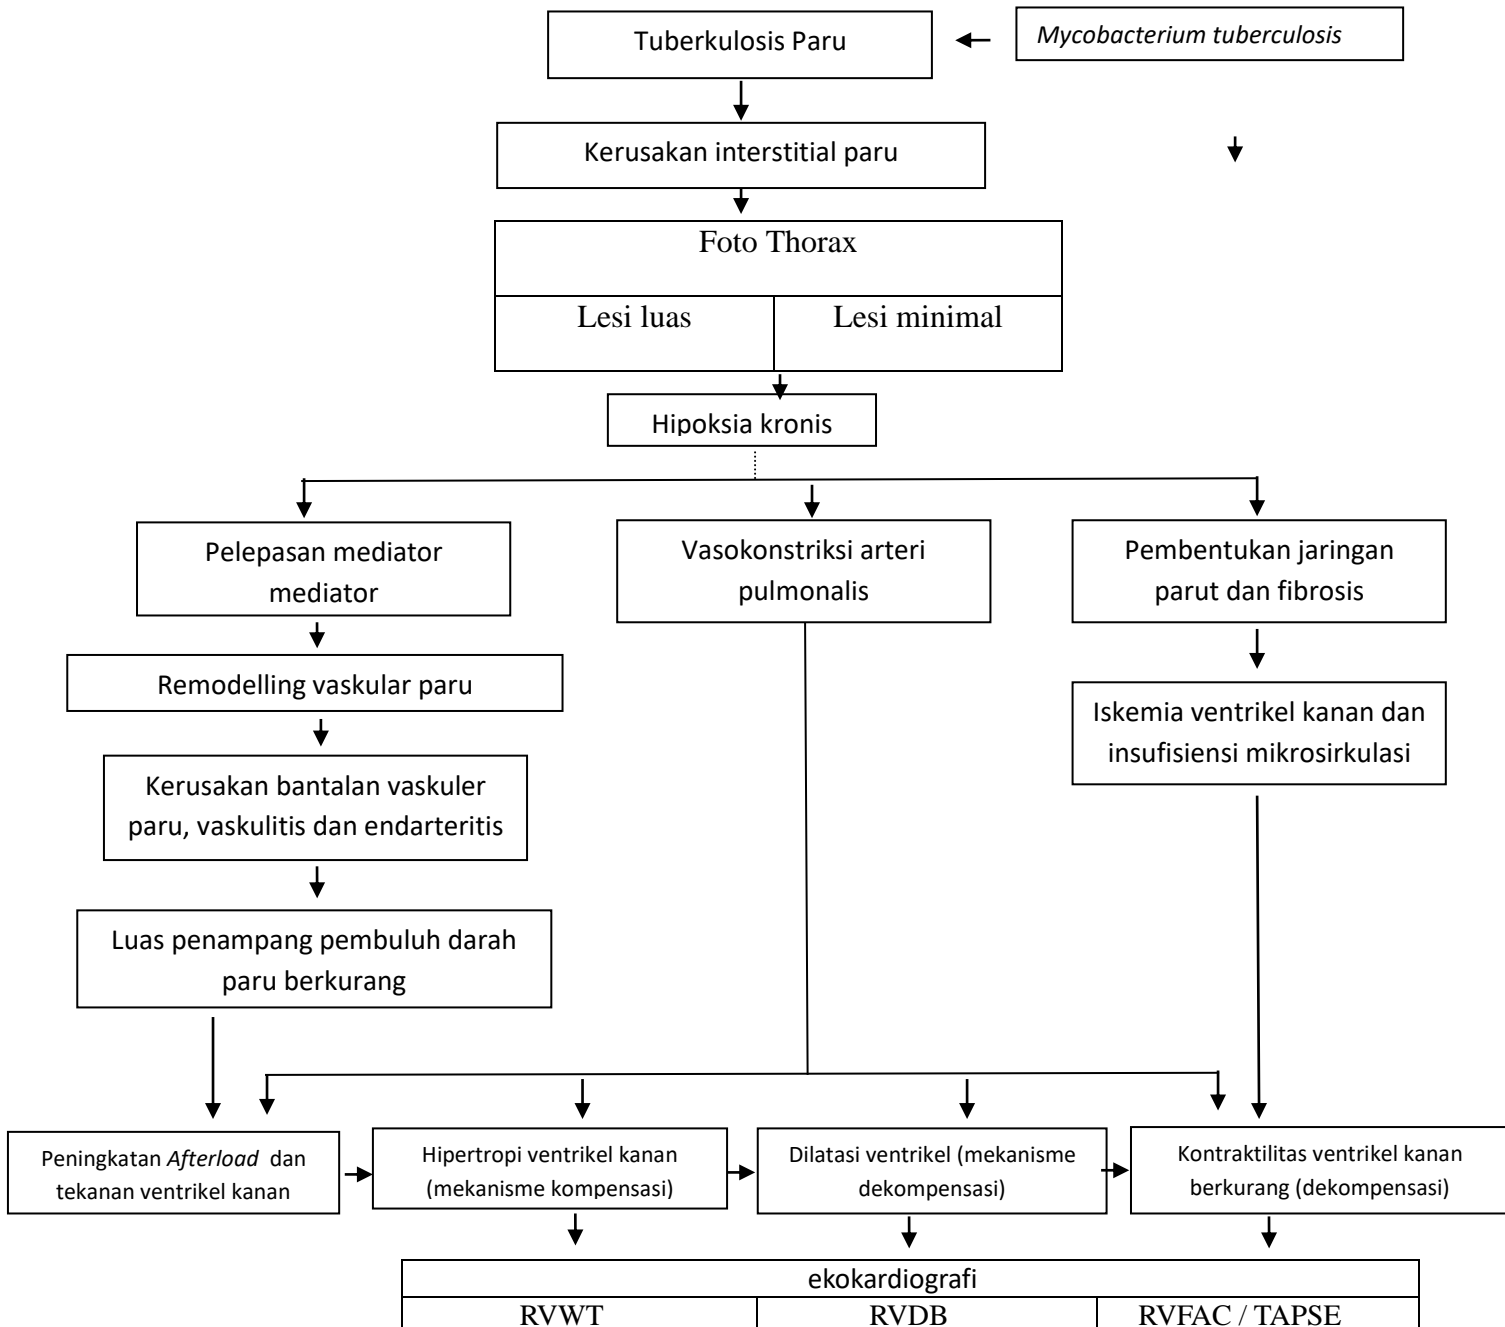 Tuberkulosis Paru
Mycobacterium tuberculosis
Kerusakan interstitial paru
Foto Thorax
Lesi luas
Lesi minimal
Hipoksia kronis
Pelepasan mediator
mediator
Vasokonstriksi arteri
pulmonalis
Pembentukan jaringan
parut dan fibrosis
Remodelling vaskular paru
Iskemia ventrikel kanan dan
insufisiensi mikrosirkulasi
Kerusakan bantalan vaskuler
paru, vaskulitis dan endarteritis
Luas penampang pembuluh darah
paru berkurang
Peningkatan Afterload dan
tekanan ventrikel kanan
Hipertropi ventrikel kanan
(mekanisme kompensasi)
Dilatasi ventrikel (mekanisme
dekompensasi)
Kontraktilitas ventrikel kanan
berkurang (dekompensasi)
ekokardiografi
RVWT
RVDB
RVFAC / TAPSE